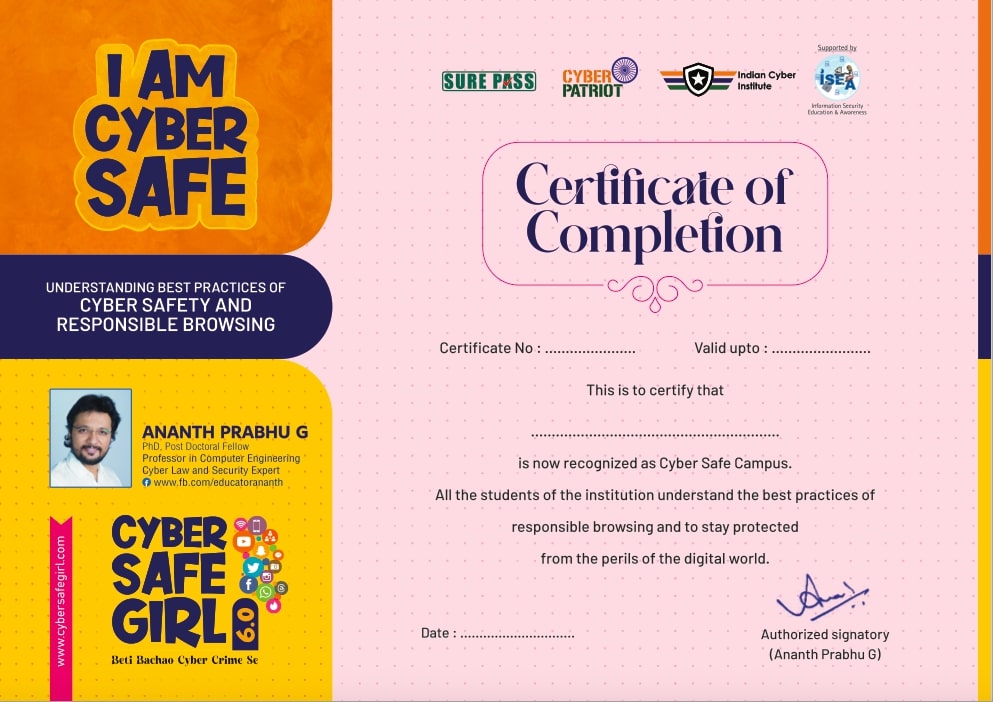 I AM
CYBER
SAFE
UNDERSTANDING BEST PRACTICES OF
CYBER SAFETY AND
RESPONSIBLE BROWSING
ANANTH PRABHU G
PhD, Post Doctoral Fellow
Professor in Computer Engineering
Cyber Law and Security Expert
www.fb.com/educatorananth
www.cybersafegirl.com
CYBER
SAFE
GIRL
6.0
Beti Bachao Cyber Crime Se
SURE PASS
CYBER
PATRIOT
Indian Cyber
Institute
Supported by
ISEA
Information Security
Education & Awareness
Certificate of
Completion
Certificate No : ......................
Valid upto : ........................
This is to certify that
............................................................
is now recognized as Cyber Safe Campus.
All the students of the institution understand the best practices of
responsible browsing and to stay protected
from the perils of the digital world.
Date : ..............................
Authorized signatory
(Ananth Prabhu G)